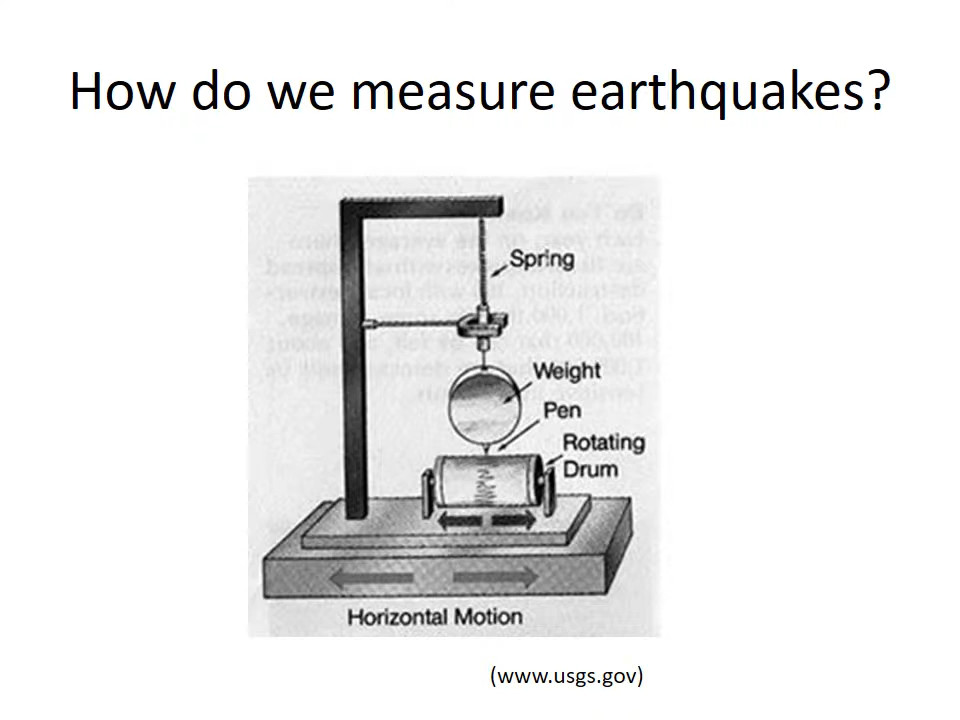 How do we measure earthquakes?
Spring
Weight
Pen
Rotating
Drum
Horizontal Motion
(www.usgs.gov)